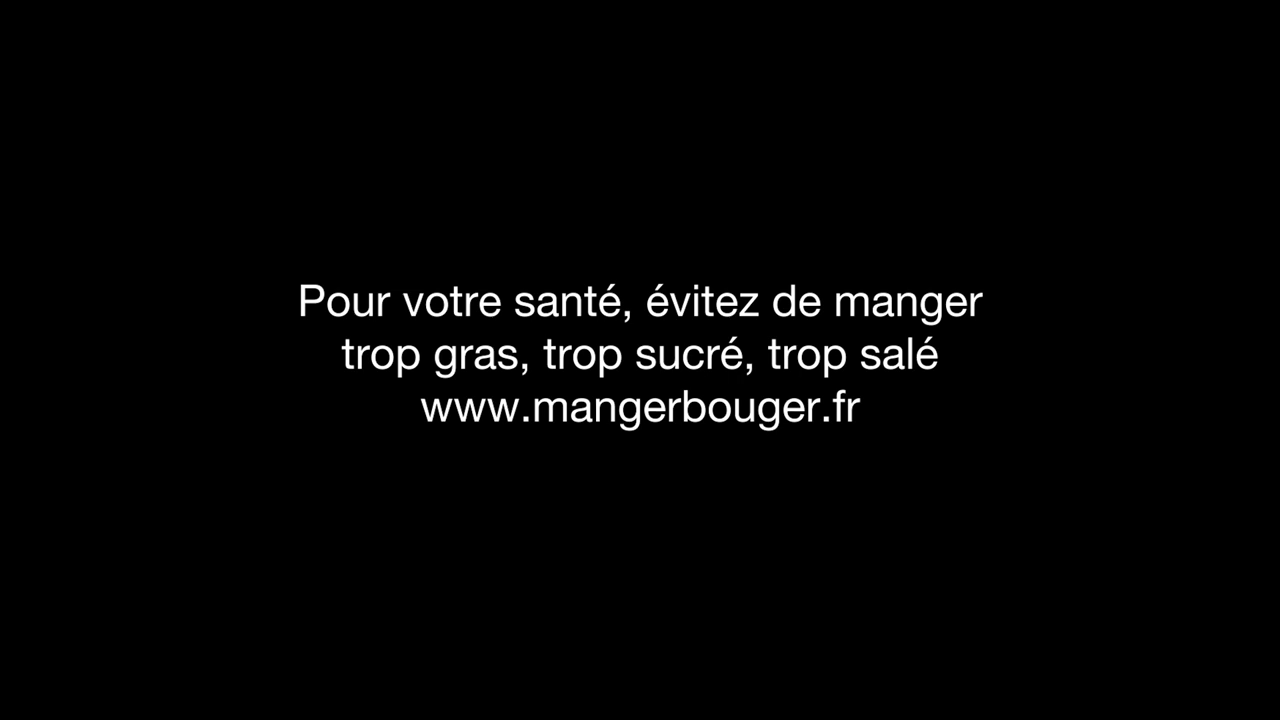 Pour votre santé, évitez de manger
trop gras, trop sucré, trop salé
www.mangerbouger.fr